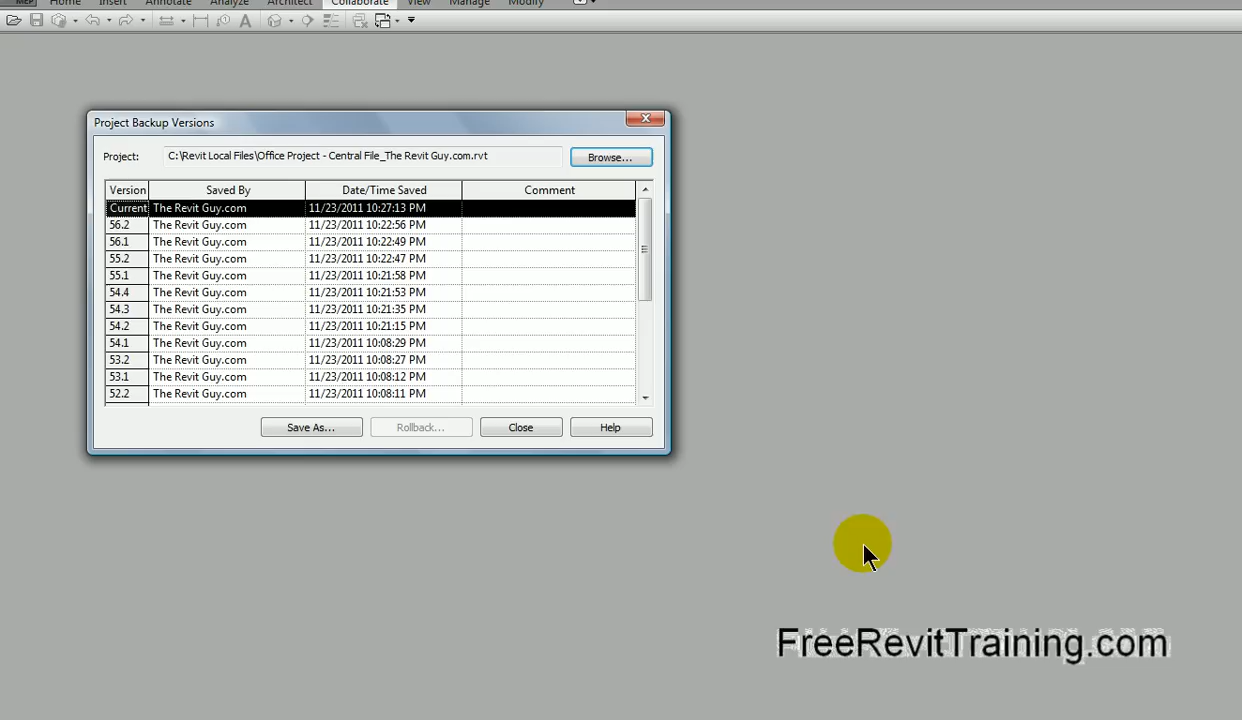 MEP Home Insert Annotate Analyze Architect Collaborate View Manage Modify
A
Project Backup Versions
Project: C:\Revit Local Files\Office Project - Central File_The Revit Guy.com.rvt Browse...
Version Saved By Date/Time Saved Comment
Current The Revit Guy.com 11/23/2011 10:27:13 PM
56.2 The Revit Guy.com 11/23/2011 10:22:56 PM
56.1 The Revit Guy.com 11/23/2011 10:22:49 PM
55.2 The Revit Guy.com 11/23/2011 10:22:47 PM
55.1 The Revit Guy.com 11/23/2011 10:21:58 PM
54.4 The Revit Guy.com 11/23/2011 10:21:53 PM
54.3 The Revit Guy.com 11/23/2011 10:21:35 PM
54.2 The Revit Guy.com 11/23/2011 10:21:15 PM
54.1 The Revit Guy.com 11/23/2011 10:08:29 PM
53.2 The Revit Guy.com 11/23/2011 10:08:27 PM
53.1 The Revit Guy.com 11/23/2011 10:08:12 PM
52.2 The Revit Guy.com 11/23/2011 10:08:11 PM
Save As... Rollback... Close Help
FreeRevitTraining.com